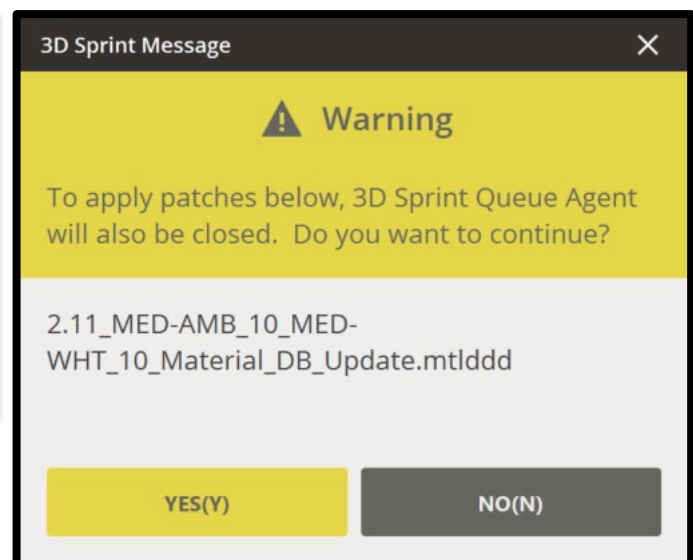 3D Sprint Message
Warning
To apply patches below, 3D Sprint Queue Agent
will also be closed.  Do you want to continue?
2.11_MED-AMB_10_MED-
WHT_10_Material_DB_Update.mtlddd
YES(Y)
NO(N)